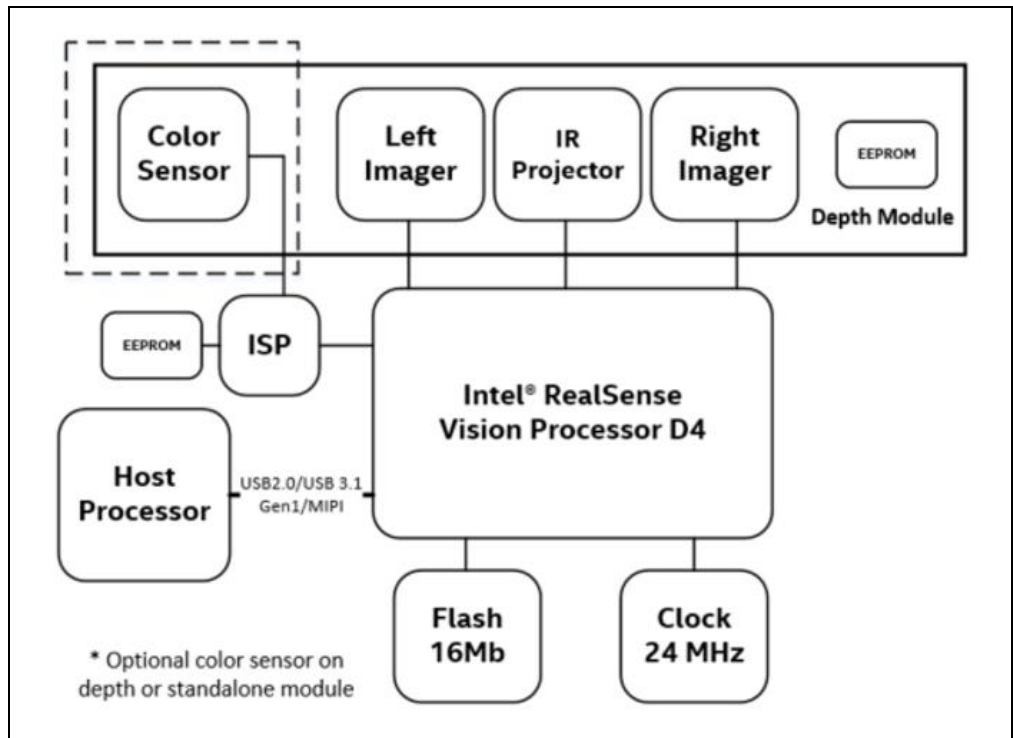 Color
Sensor
Left
Imager
IR
Projector
Right
Imager
EEPROM
Depth Module
EEPROM
ISP
Intel® RealSense
Vision Processor D4
Host
Processor
USB2.0/USB 3.1
Gen1/MIPI
Flash
16Mb
Clock
24 MHz
* Optional color sensor on
depth or standalone module